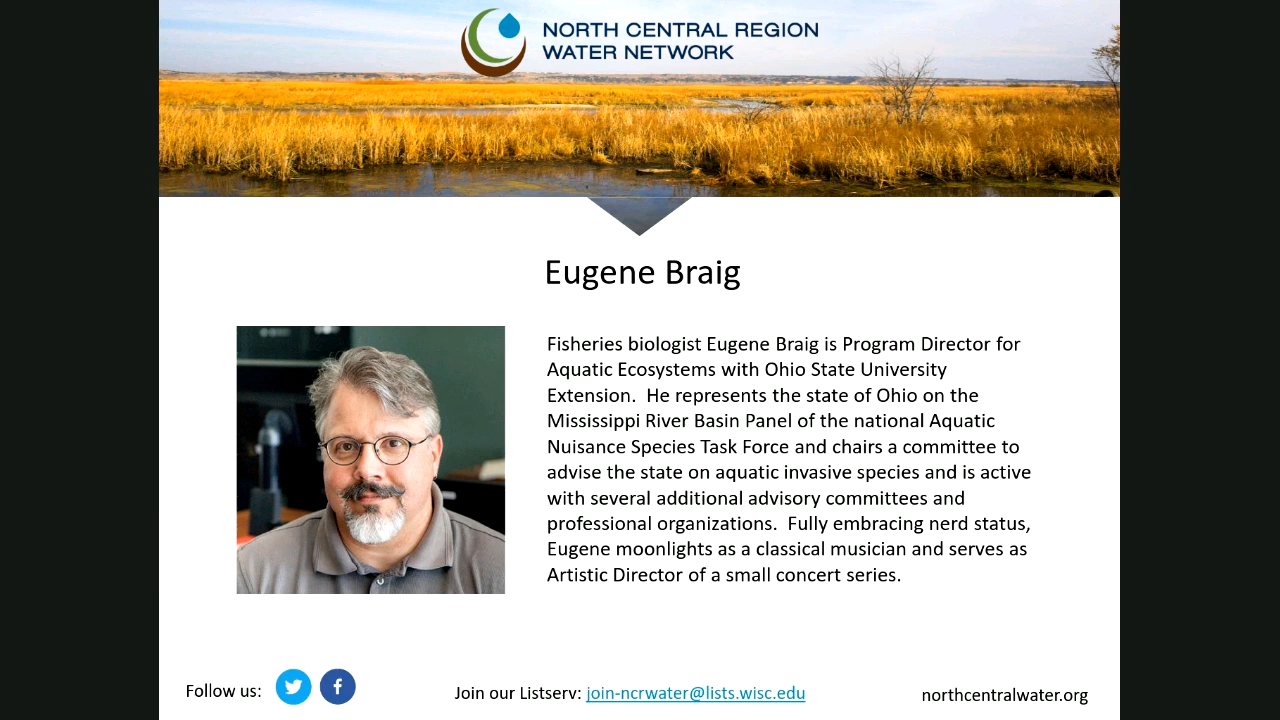 NORTH CENTRAL REGION
WATER NETWORK
Eugene Braig
Fisheries biologist Eugene Braig is Program Director for
Aquatic Ecosystems with Ohio State University
Extension.  He represents the state of Ohio on the
Mississippi River Basin Panel of the national Aquatic
Nuisance Species Task Force and chairs a committee to
advise the state on aquatic invasive species and is active
with several additional advisory committees and
professional organizations.  Fully embracing nerd status,
Eugene moonlights as a classical musician and serves as
Artistic Director of a small concert series.
Follow us:
Join our Listserv: join-ncrwater@lists.wisc.edu
northcentralwater.org